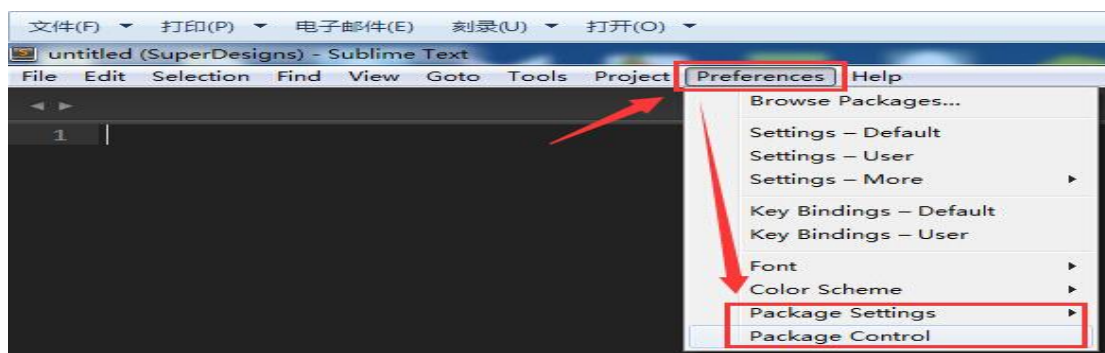 文件(F) 打印(P) 电子邮件(E) 刻录(U) 打开(O)
untitled (SuperDesigns) - Sublime Text
File Edit Selection Find View Goto Tools Project Preferences Help
Browse Packages...
1
Settings – Default
Settings – User
Settings – More
Key Bindings – Default
Key Bindings – User
Font
Color Scheme
Package Settings
Package Control